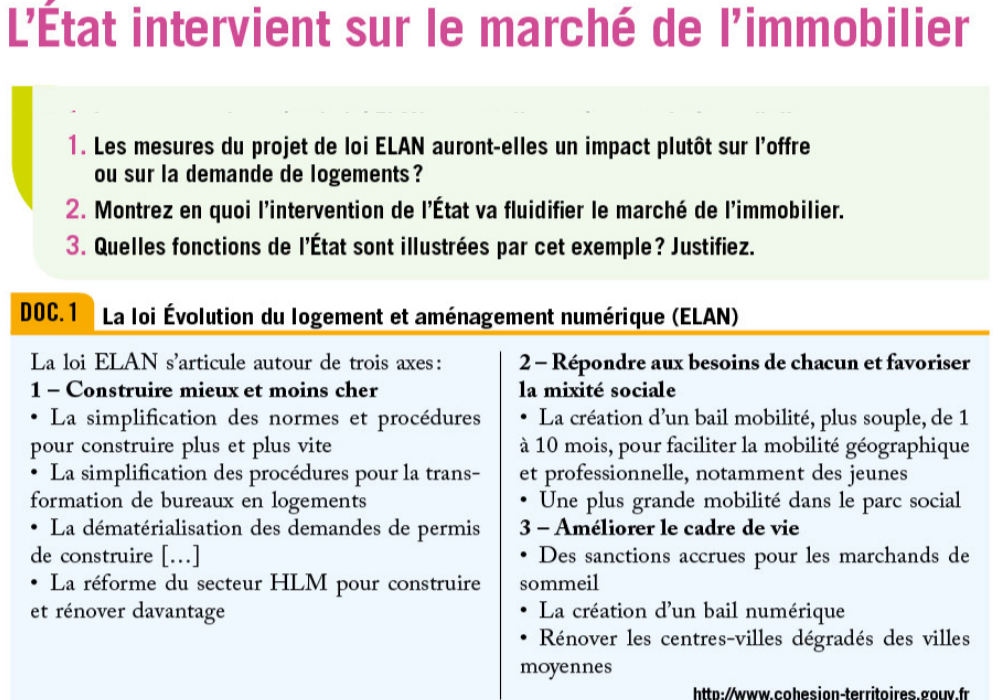 L'État intervient sur le marché de l'immobilier
1. Les mesures du projet de loi ELAN auront-elles un impact plutôt sur l'offre
ou sur la demande de logements ?
2. Montrez en quoi l'intervention de l'État va fluidifier le marché de l'immobilier.
3. Quelles fonctions de l'État sont illustrées par cet exemple ? Justifiez.
DOC. 1 La loi Évolution du logement et aménagement numérique (ELAN)
La loi ELAN s'articule autour de trois axes :
1 – Construire mieux et moins cher
• La simplification des normes et procédures
pour construire plus et plus vite
• La simplification des procédures pour la trans-
formation de bureaux en logements
• La dématérialisation des demandes de permis
de construire [...]
• La réforme du secteur HLM pour construire
et rénover davantage
2 – Répondre aux besoins de chacun et favoriser
la mixité sociale
• La création d'un bail mobilité, plus souple, de 1
à 10 mois, pour faciliter la mobilité géographique
et professionnelle, notamment des jeunes
• Une plus grande mobilité dans le parc social
3 – Améliorer le cadre de vie
• Des sanctions accrues pour les marchands de
sommeil
• La création d'un bail numérique
• Rénover les centres-villes dégradés des villes
moyennes
http://www.cohesion-territoires.gouv.fr